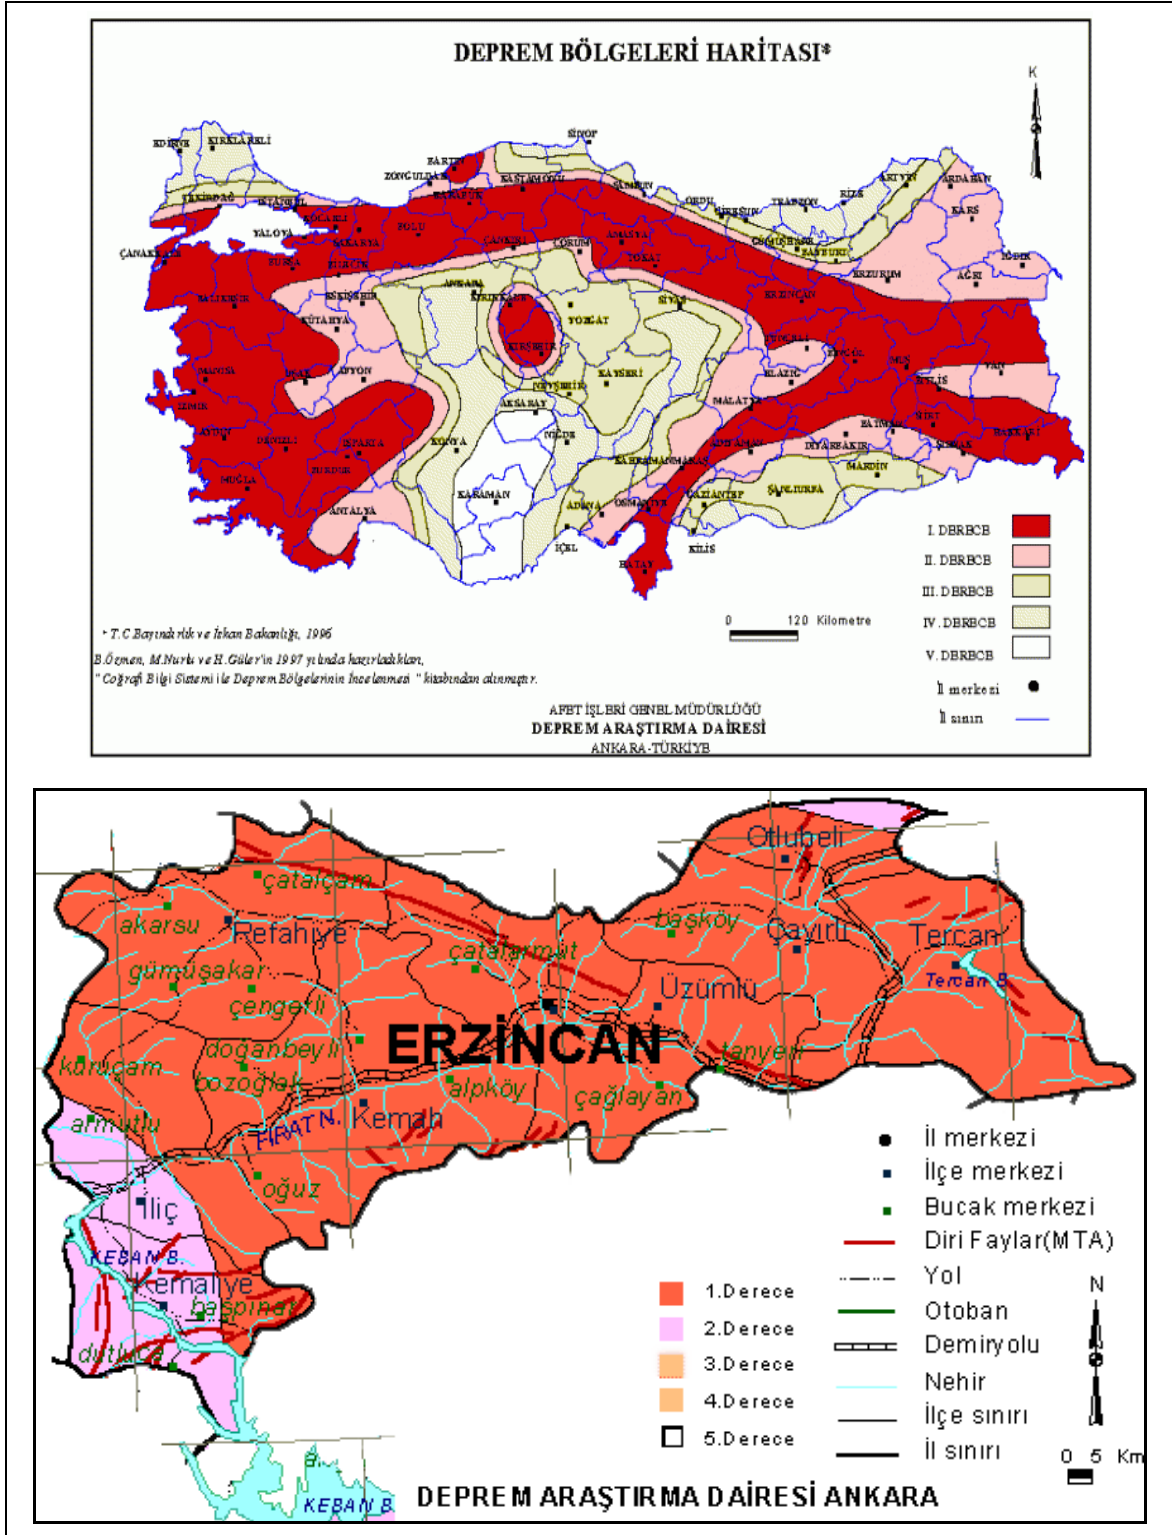 DEPREM BÖLGELERİ HARİTASI*
K
SİNOP
EDİRNE
KIRKLARELİ
BARTIN
ZONGULDAK
KASTAMONU
SAMSUN
ARTVİN
ARDAHAN
TEKİRDAĞ
İSTANBUL
KARABÜK
ORDU
GİRESUN
TRABZON
RİZE
KARS
KOCAELİ
YALOVA
SAKARYA
BOLU
ÇANKIRI
ÇORUM
AMASYA
TOKAT
GÜMÜŞHANE
BAYBURT
ÇANAKKALE
BURSA
BİLECİK
ERZURUM
AĞRI
IĞDIR
BALIKESİR
ESKİŞEHİR
ANKARA
KIRIKKALE
YOZGAT
SİVAS
ERZİNCAN
KÜTAHYA
KIRŞEHİR
TUNCELİ
BİNGÖL
MUŞ
MANİSA
UŞAK
AFYON
NEVŞEHİR
KAYSERİ
ELAZIĞ
BİTLİS
VAN
İZMİR
AKSARAY
MALATYA
AYDIN
DENİZLİ
ISPARTA
KONYA
NİĞDE
KAHRAMANMARAŞ
ADIYAMAN
DİYARBAKIR
BATMAN
SİİRT
ŞIRNAK
HAKKARİ
BURDUR
MUĞLA
ANTALYA
KARAMAN
ADANA
OSMANİYE
GAZİANTEP
ŞANLIURFA
MARDİN
İÇEL
KİLİS
HATAY
I. DERECE
II. DERECE
III. DERECE
IV. DERECE
V. DERECE
İl merkezi
İl sınırı
0 120 Kilometre
* T.C Bayındırlık ve İskan Bakanlığı, 1996
B.Özmen, M.Nurlu ve H.Güler'in 1997 yılında hazırladıkları,
" Coğrafi Bilgi Sistemi ile Deprem Bölgelerinin İncelenmesi " kitabından alınmıştır.
AFET İŞLERİ GENEL MÜDÜRLÜĞÜ
DEPREM ARAŞTIRMA DAİRESİ
ANKARA-TÜRKİYE
Otlubeli
çatalçam
akarsu
Refahiye
başköy
Çayırlı
Tercan
çatalarmut
gümüşakar
çengerli
Üzümlü
Tercan B.
ERZİNCAN
doğanbeyli
kuruçam
bozoğlak
tanyeri
alpköy
çağlayan
armutlu
FIRAT N.
Kemah
oğuz
İliç
KEBAN B.
Kemaliye
başpınar
dutluca
KEBAN B.
İl merkezi
İlçe merkezi
Bucak merkezi
Diri Faylar(MTA)
Yol
Otoban
Demiryolu
Nehir
İlçe sınırı
İl sınırı
1.Derece
2.Derece
3.Derece
4.Derece
5.Derece
N
0 5 Km
DEPREM ARAŞTIRMA DAİRESİ ANKARA